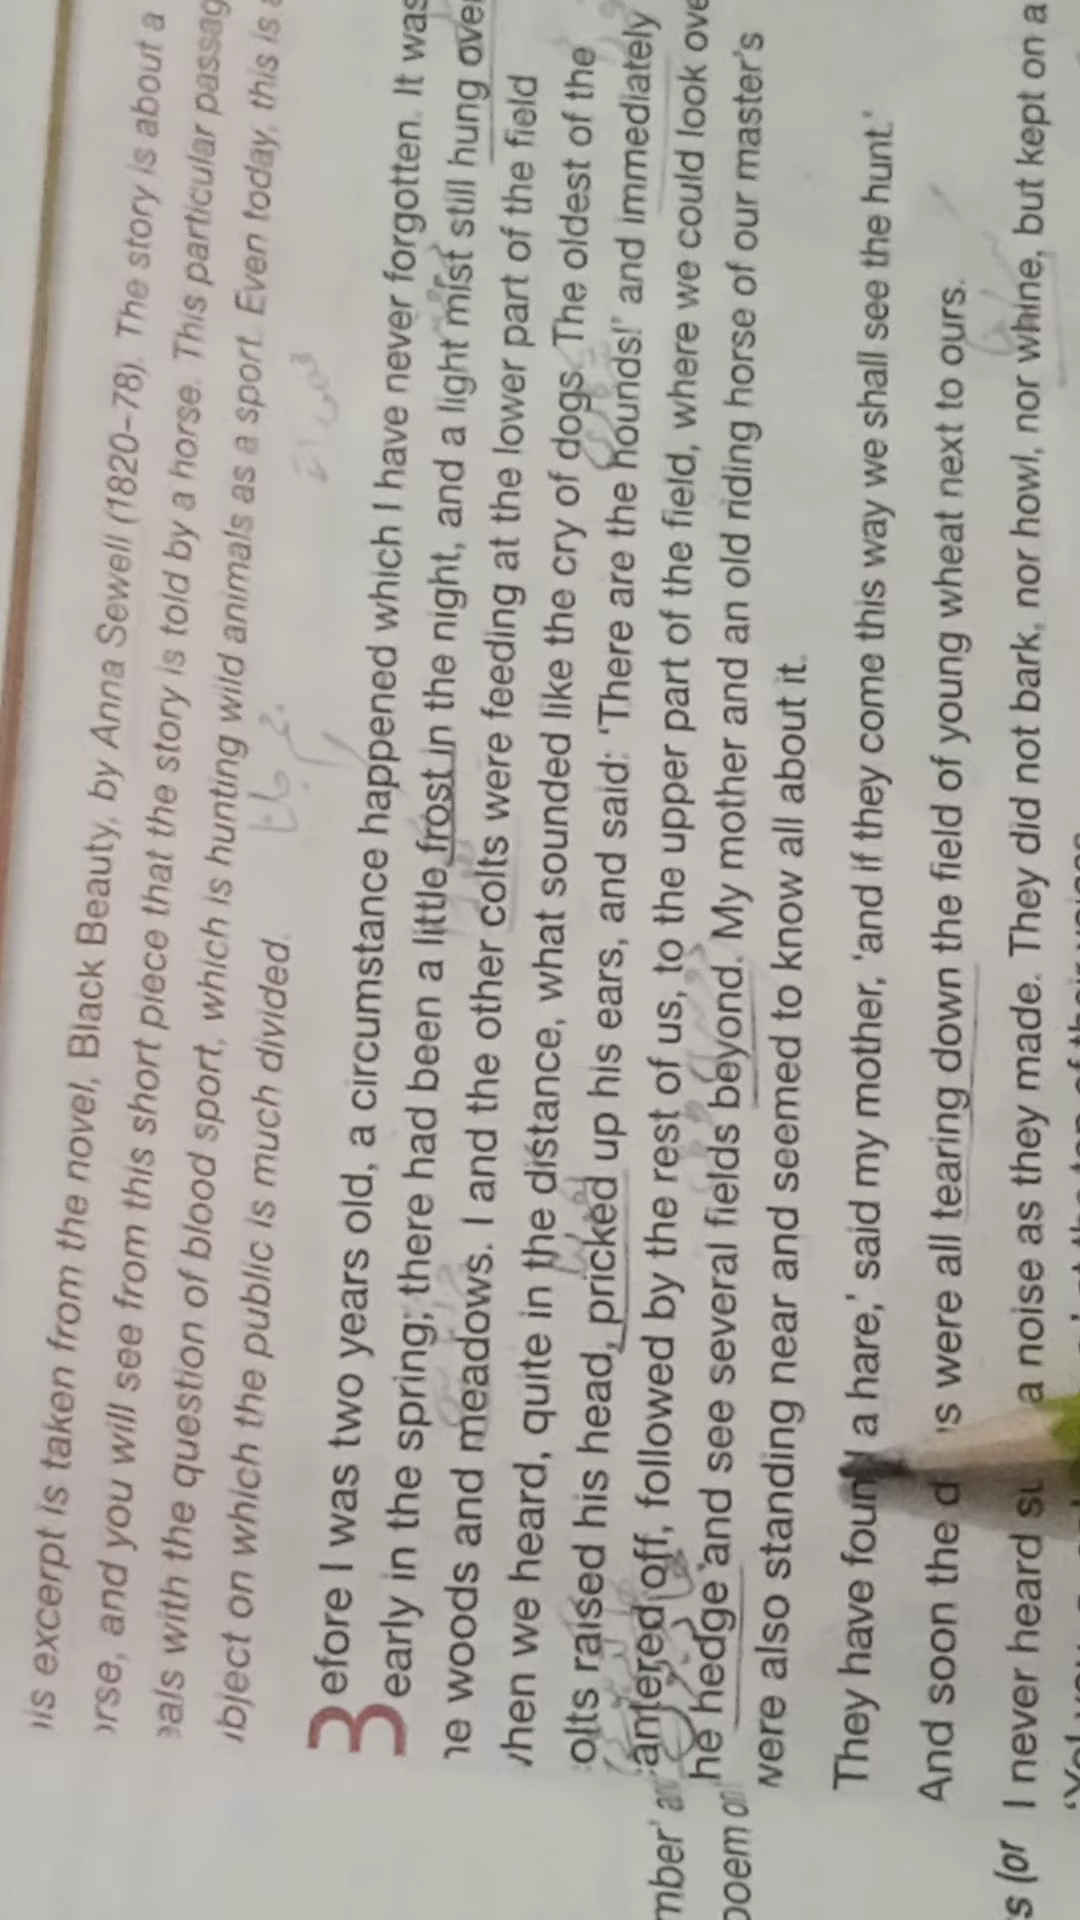 is excerpt is taken from the novel, Black Beauty, by Anna Sewell (1820–78). The story is about a
rse, and you will see from this short piece that the story is told by a horse. This particular passag
als with the question of blood sport, which is hunting wild animals as a sport. Even today, this is a
bject on which the public is much divided.
Before I was two years old, a circumstance happened which I have never forgotten. It was
early in the spring; there had been a little frost in the night, and a light mist still hung over
he woods and meadows. I and the other colts were feeding at the lower part of the field
when we heard, quite in the distance, what sounded like the cry of dogs. The oldest of the
colts raised his head, pricked up his ears, and said: 'There are the hounds!' and immediately
cantered off, followed by the rest of us, to the upper part of the field, where we could look ove
he hedge and see several fields beyond. My mother and an old riding horse of our master's
were also standing near and seemed to know all about it.
They have found a hare,' said my mother, 'and if they come this way we shall see the hunt.'
And soon the d s were all tearing down the field of young wheat next to ours.
I never heard su a noise as they made. They did not bark, nor howl, nor whine, but kept on a
mber' an
poem on
s (or